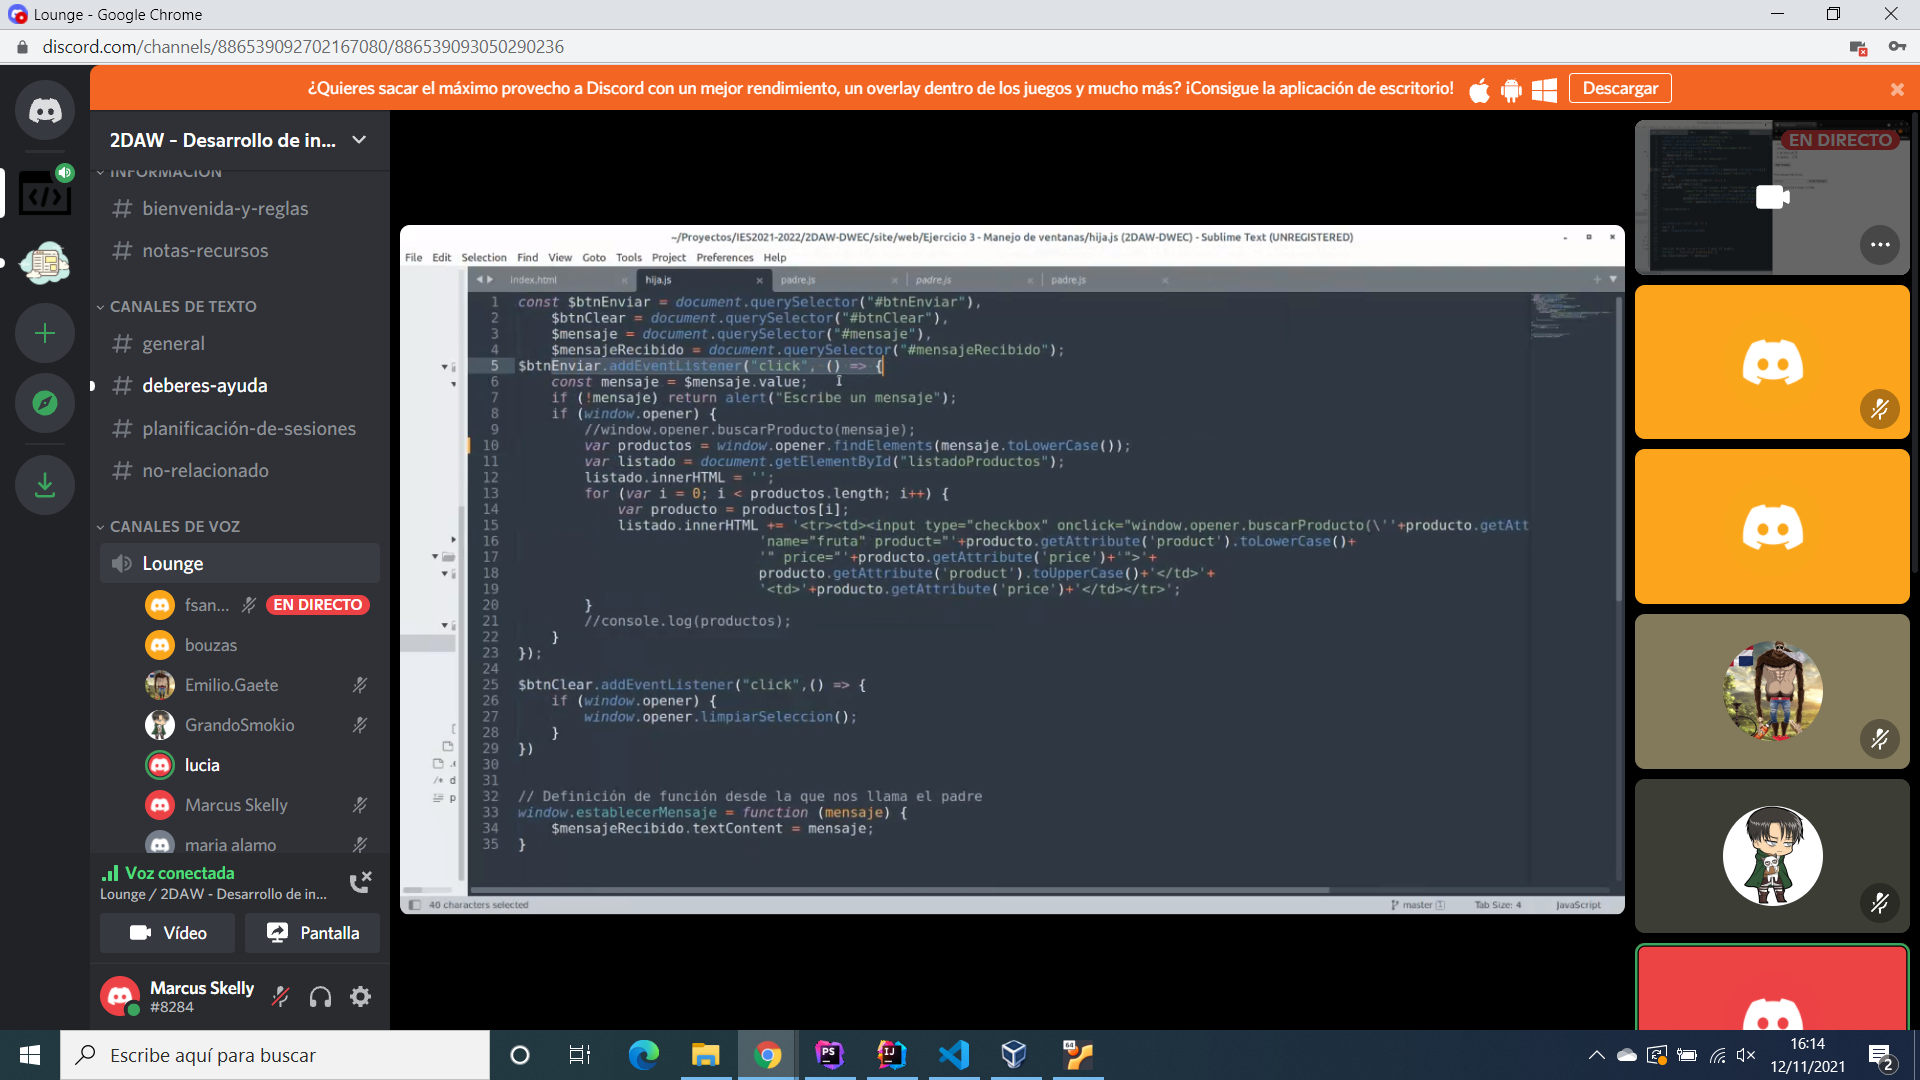 Lounge - Google Chrome
discord.com/channels/886539092702167080/886539093050290236
¿Quieres sacar el máximo provecho a Discord con un mejor rendimiento, un overlay dentro de los juegos y mucho más? ¡Consigue la aplicación de escritorio!
Descargar
2DAW - Desarrollo de in...
INFORMACIÓN
bienvenida-y-reglas
notas-recursos
CANALES DE TEXTO
general
deberes-ayuda
planificación-de-sesiones
no-relacionado
CANALES DE VOZ
Lounge
fsan... EN DIRECTO
bouzas
Emilio.Gaete
GrandoSmokio
lucia
Marcus Skelly
maria alamo
Voz conectada
Lounge / 2DAW - Desarrollo de in...
Vídeo Pantalla
Marcus Skelly
#8284
~/Proyectos/IES2021-2022/2DAW-DWEC/site/web/Ejercicio 3 - Manejo de ventanas/hija.js (2DAW-DWEC) - Sublime Text (UNREGISTERED)
File Edit Selection Find View Goto Tools Project Preferences Help
index.html hija.js padre.js padre.js padre.js
1 const $btnEnviar = document.querySelector("#btnEnviar"),
2 $btnClear = document.querySelector("#btnClear"),
3 $mensaje = document.querySelector("#mensaje"),
4 $mensajeRecibido = document.querySelector("#mensajeRecibido");
5 $btnEnviar.addEventListener("click", () => {
6 const mensaje = $mensaje.value;
7 if (!mensaje) return alert("Escribe un mensaje");
8 if (window.opener) {
9 //window.opener.buscarProducto(mensaje);
10 var productos = window.opener.findElements(mensaje.toLowerCase());
11 var listado = document.getElementById("listadoProductos");
12 listado.innerHTML = '';
13 for (var i = 0; i < productos.length; i++) {
14 var producto = productos[i];
15 listado.innerHTML += '<tr><td><input type="checkbox" onclick="window.opener.buscarProducto(\''+producto.getAtt
16 'name="fruta" product="'+producto.getAttribute('product').toLowerCase()+
17 '" price="'+producto.getAttribute('price')+'">'+
18 producto.getAttribute('product').toUpperCase()+'</td>'+
19 '<td>'+producto.getAttribute('price')+'</td></tr>';
20 }
21 //console.log(productos);
22 }
23 });
24
25 $btnClear.addEventListener("click",() => {
26 if (window.opener) {
27 window.opener.limpiarSeleccion();
28 }
29 })
30
31
32 // Definición de función desde la que nos llama el padre
33 window.establecerMensaje = function (mensaje) {
34 $mensajeRecibido.textContent = mensaje;
35 }
40 characters selected
master 1 Tab Size: 4 JavaScript
EN DIRECTO
Escribe aquí para buscar
16:14
12/11/2021
2